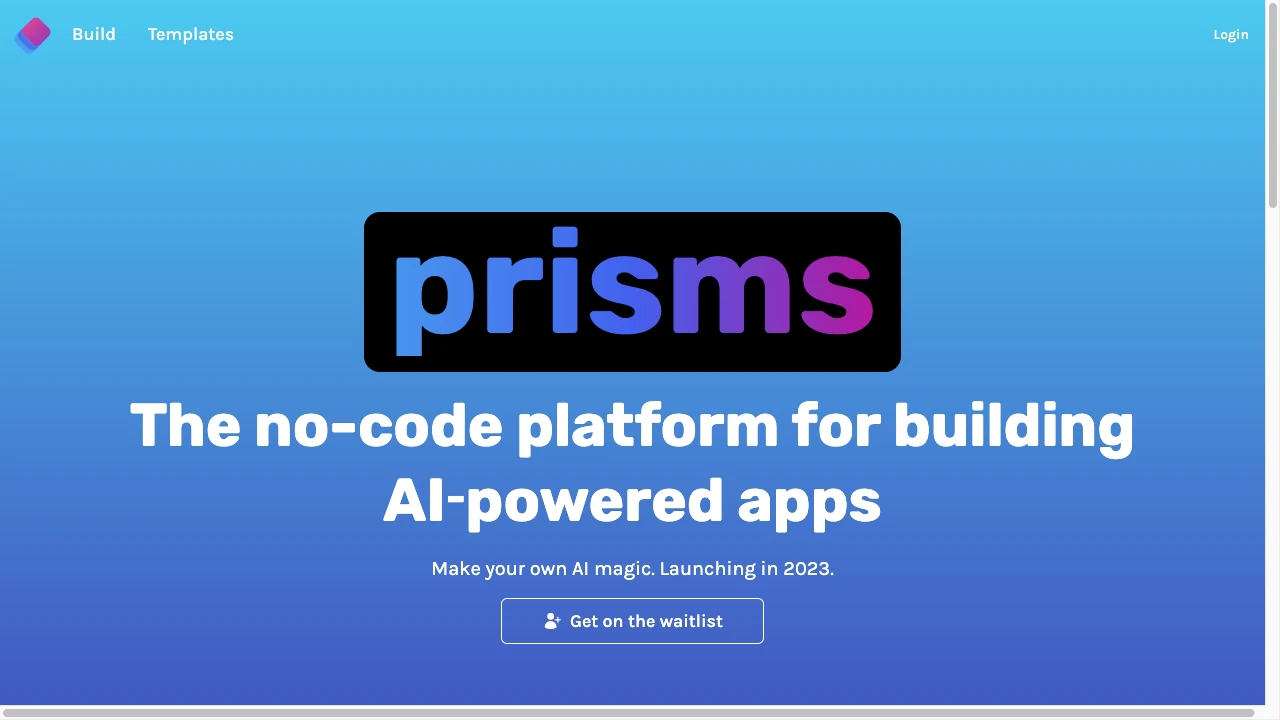 Build
Templates
Login
prisms
The no-code platform for building
AI-powered apps
Make your own AI magic. Launching in 2023.
Get on the waitlist